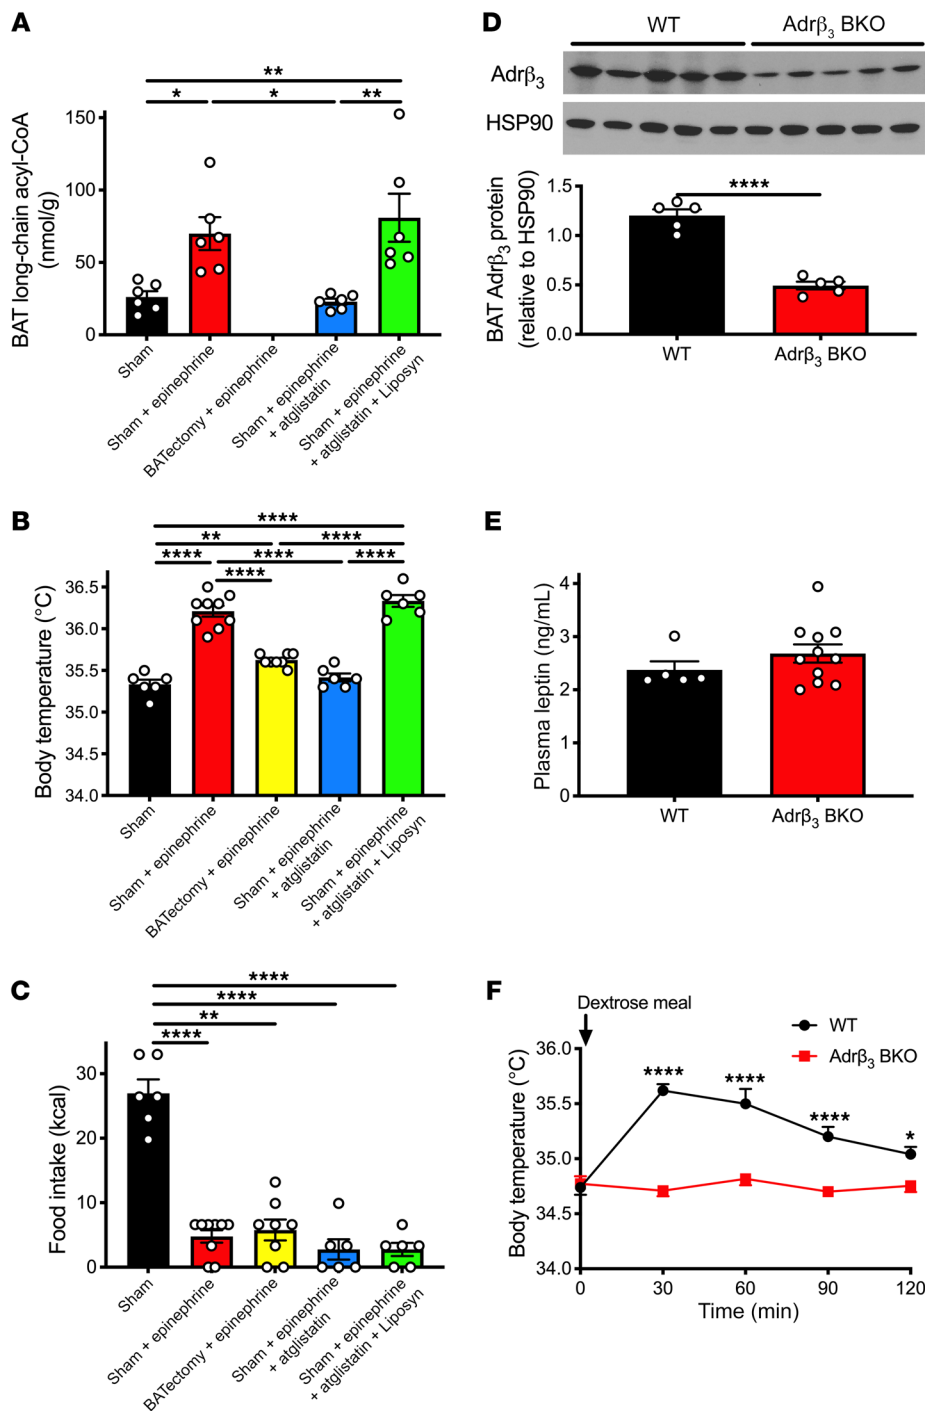 A
**
*
*
**
BAT long-chain acyl-CoA
(nmol/g)
150
100
50
0
Sham
Sham + epinephrine
BATectomy + epinephrine
Sham + epinephrine
+ atglistatin
Sham + epinephrine
+ atglistatin + Liposyn
D
WT
Adrβ3 BKO
Adrβ3
HSP90
BAT Adrβ3 protein
(relative to HSP90)
1.5
1.0
0.5
0.0
****
WT
Adrβ3 BKO
B
****
**
****
****
****
****
****
Body temperature (°C)
36.5
36.0
35.5
35.0
34.5
34.0
Sham
Sham + epinephrine
BATectomy + epinephrine
Sham + epinephrine
+ atglistatin
Sham + epinephrine
+ atglistatin + Liposyn
E
Plasma leptin (ng/mL)
4
3
2
1
0
WT
Adrβ3 BKO
C
****
****
**
****
Food intake (kcal)
30
20
10
0
Sham
Sham + epinephrine
BATectomy + epinephrine
Sham + epinephrine
+ atglistatin
Sham + epinephrine
+ atglistatin + Liposyn
F
Dextrose meal
WT
Adrβ3 BKO
Body temperature (°C)
36.0
35.5
35.0
34.5
34.0
****
****
****
*
0
30
60
90
120
Time (min)